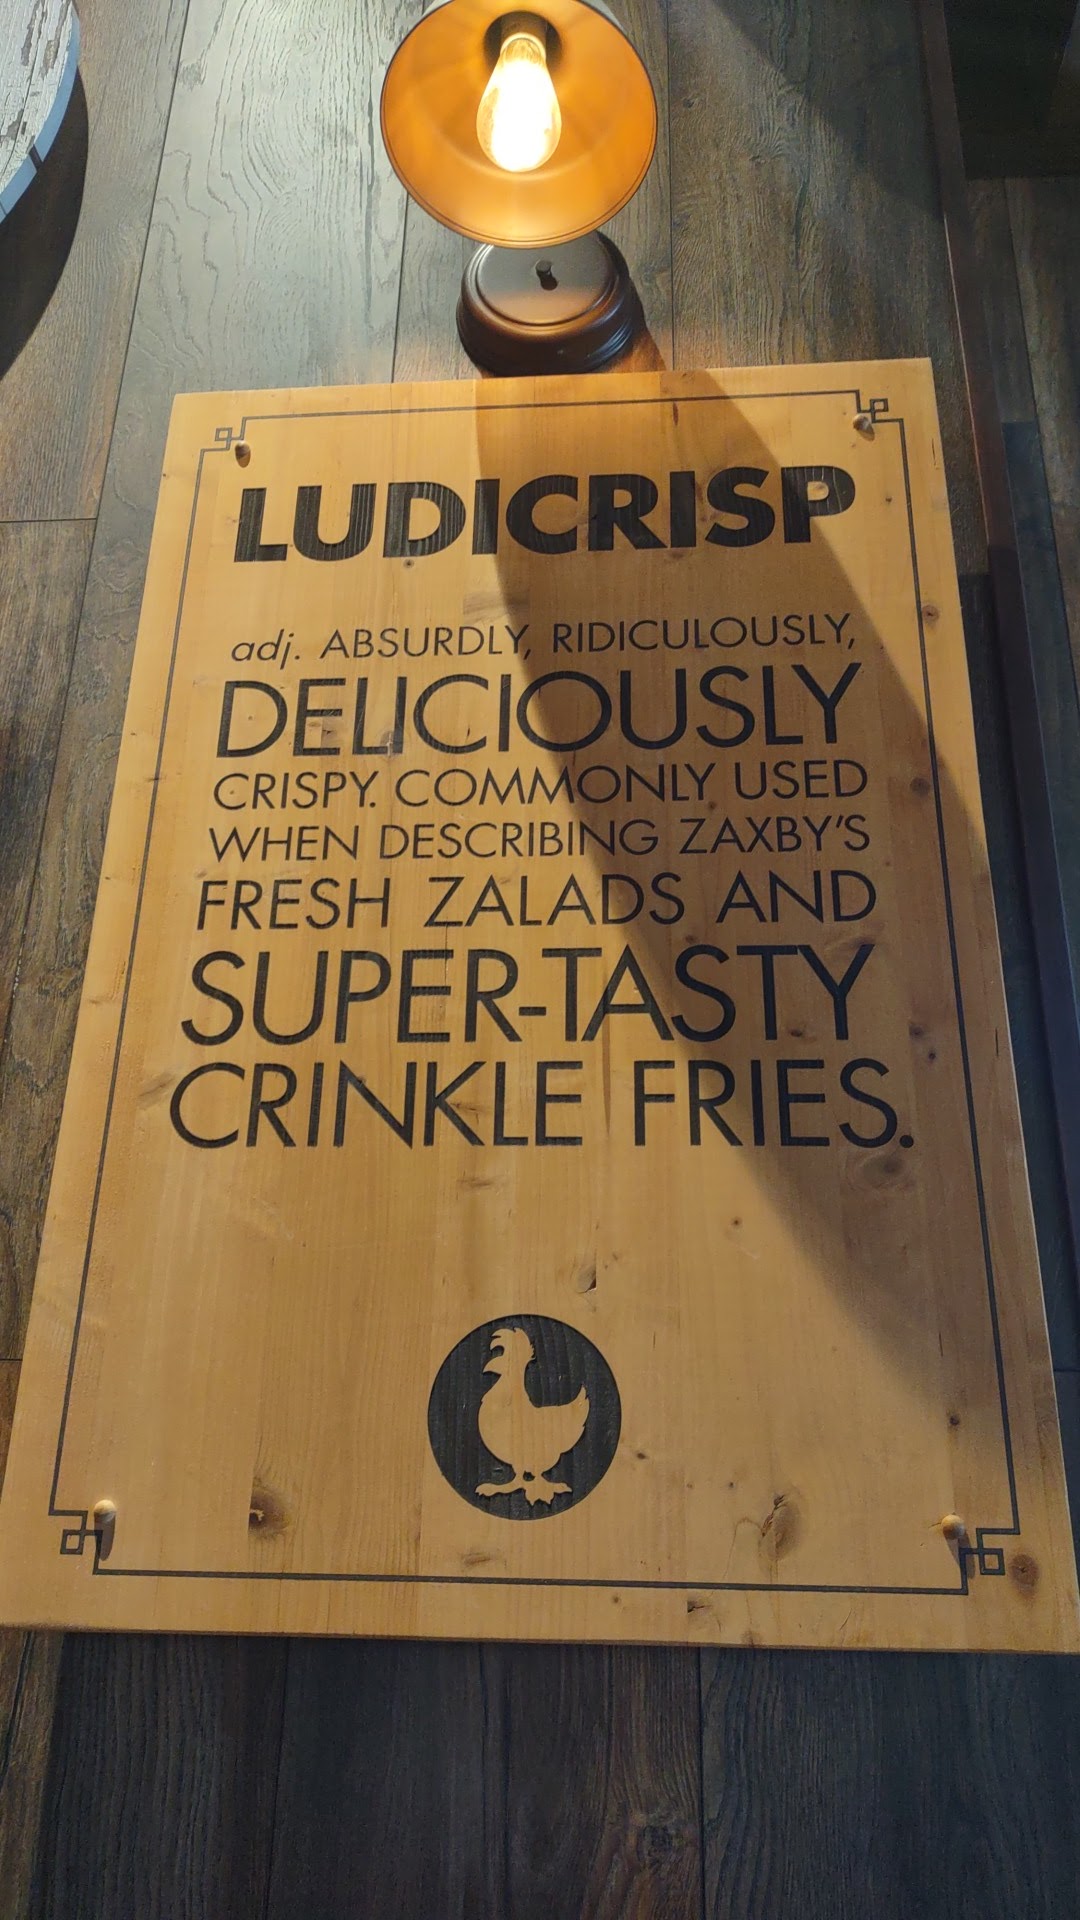 LUDICRISP
adj. ABSURDLY, RIDICULOUSLY,
DELICIOUSLY
CRISPY. COMMONLY USED
WHEN DESCRIBING ZAXBY'S
FRESH ZALADS AND
SUPER-TASTY
CRINKLE FRIES.